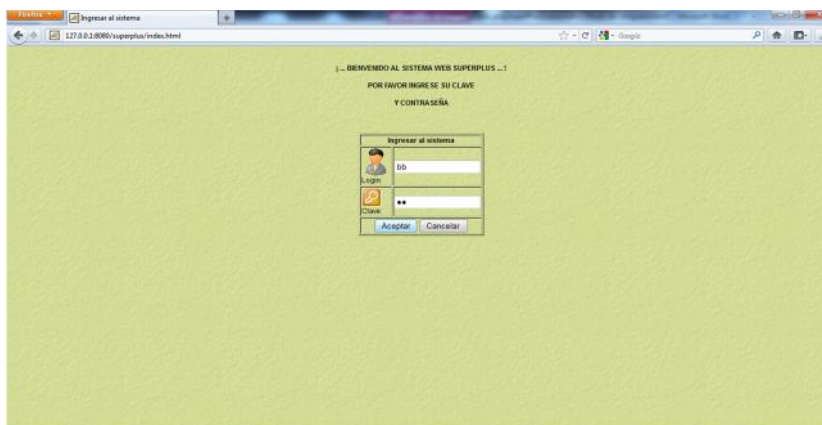 Firefox
Ingresar al sistema
127.0.0.1:8080/superplus/index.html
Google
¡... BIENVENIDO AL SISTEMA WEB SUPERPLUS ...!
POR FAVOR INGRESE SU CLAVE
Y CONTRASEÑA
Ingresar al sistema
Login:
bb
Clave:
••
Aceptar Cancelar